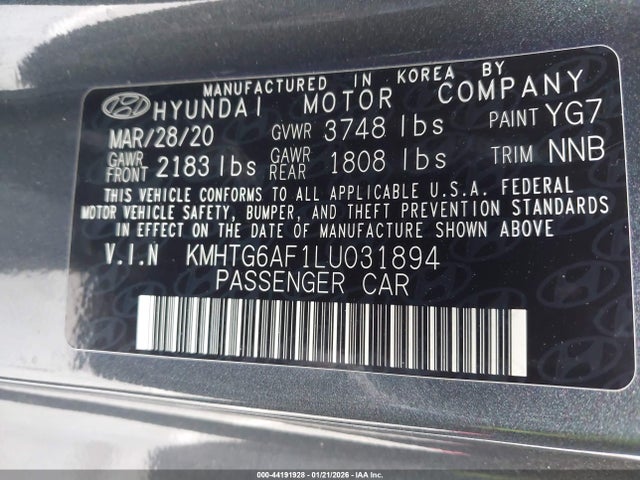 MANUFACTURED IN KOREA BY
HYUNDAI MOTOR COMPANY
MAR/28/20 GVWR 3748 lbs PAINT YG7
GAWR FRONT 2183 lbs GAWR REAR 1808 lbs TRIM NNB
THIS VEHICLE CONFORMS TO ALL APPLICABLE U.S.A. FEDERAL
MOTOR VEHICLE SAFETY, BUMPER, AND THEFT PREVENTION STANDARDS
IN EFFECT ON THE DATE OF MANUFACTURE SHOWN ABOVE
V.I.N KMHTG6AF1LU031894
PASSENGER CAR
000-44191928 - 01/21/2026 - IAA Inc.